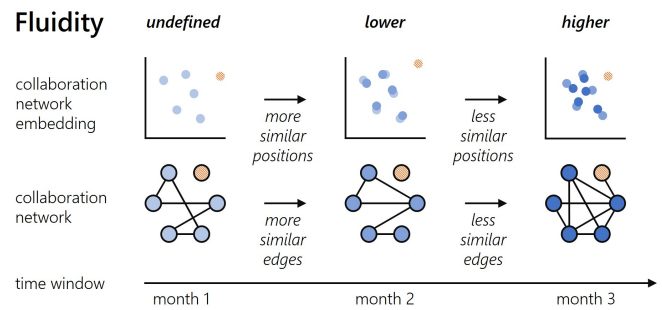 Fluidity
undefined
lower
higher
collaboration
network
embedding
more
similar
positions
less
similar
positions
collaboration
network
more
similar
edges
less
similar
edges
time window
month 1
month 2
month 3